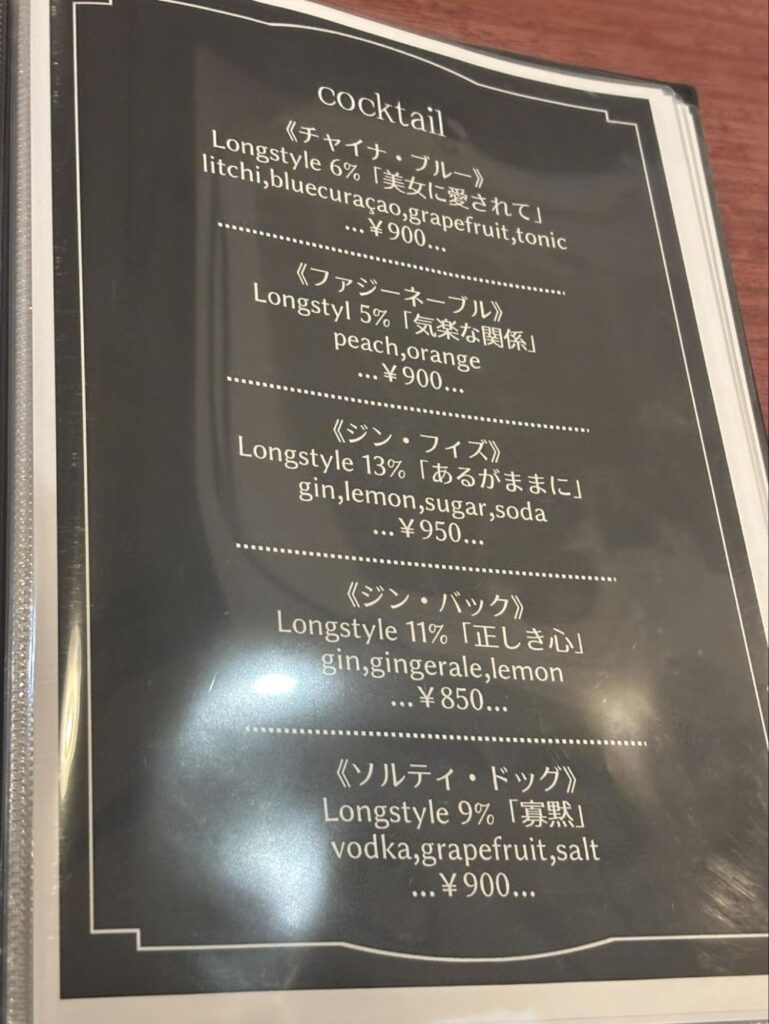 cocktail
《チャイナ・ブルー》
Longstyle 6%「美女に愛されて」
litchi,bluecuraçao,grapefruit,tonic
...¥900...
《ファジーネーブル》
Longstyl 5%「気楽な関係」
peach,orange
...¥900...
《ジン・フィズ》
Longstyle 13%「あるがままに」
gin,lemon,sugar,soda
...¥950...
《ジン・バック》
Longstyle 11%「正しき心」
gin,gingerale,lemon
...¥850...
《ソルティ・ドッグ》
Longstyle 9%「寡黙」
vodka,grapefruit,salt
...¥900...